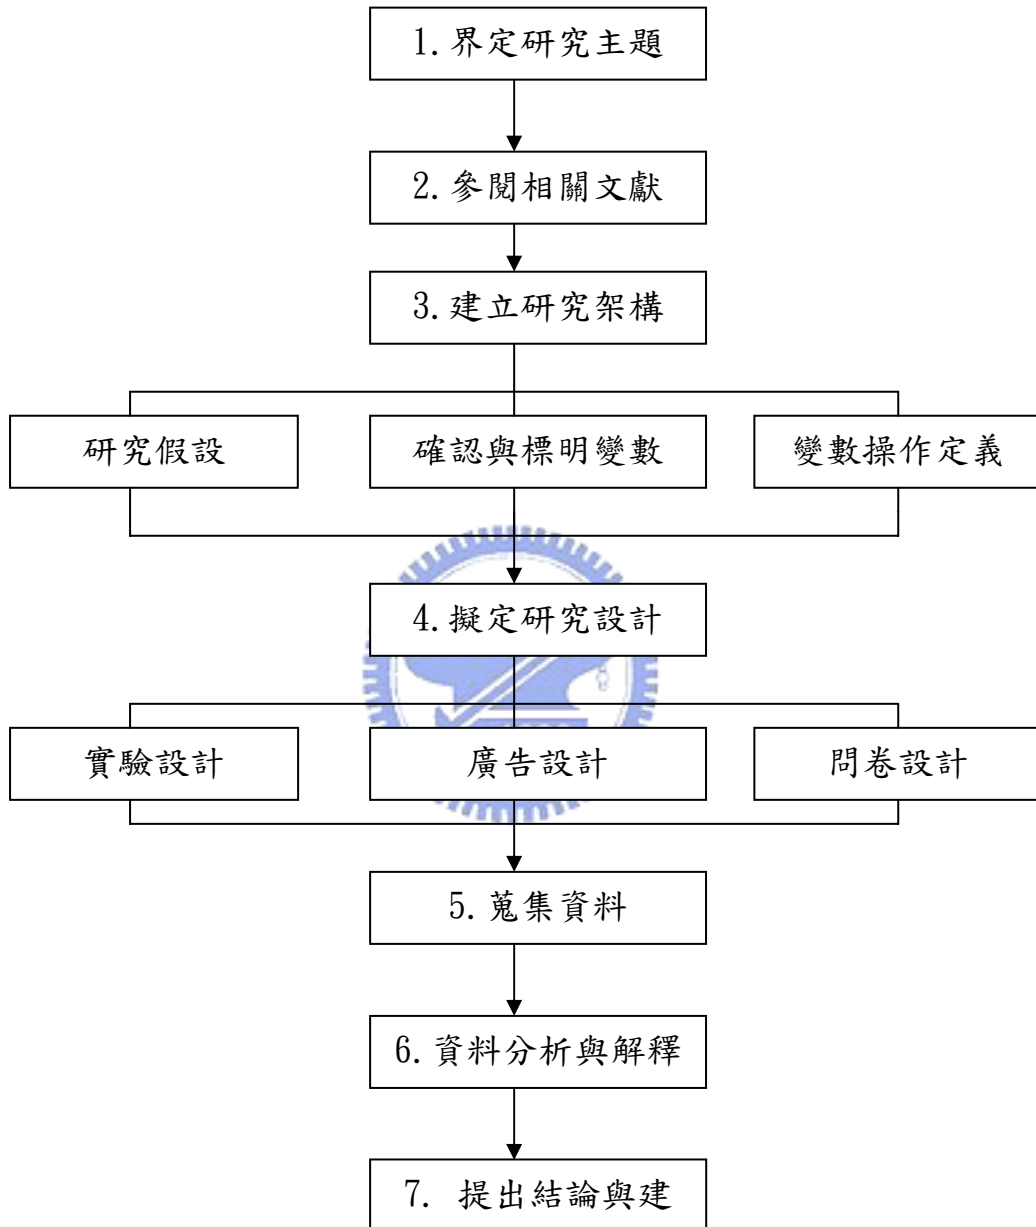 1. 界定研究主題
2. 參閱相關文獻
3. 建立研究架構
研究假設
確認與標明變數
變數操作定義
4. 擬定研究設計
實驗設計
廣告設計
問卷設計
5. 蒐集資料
6. 資料分析與解釋
7. 提出結論與建